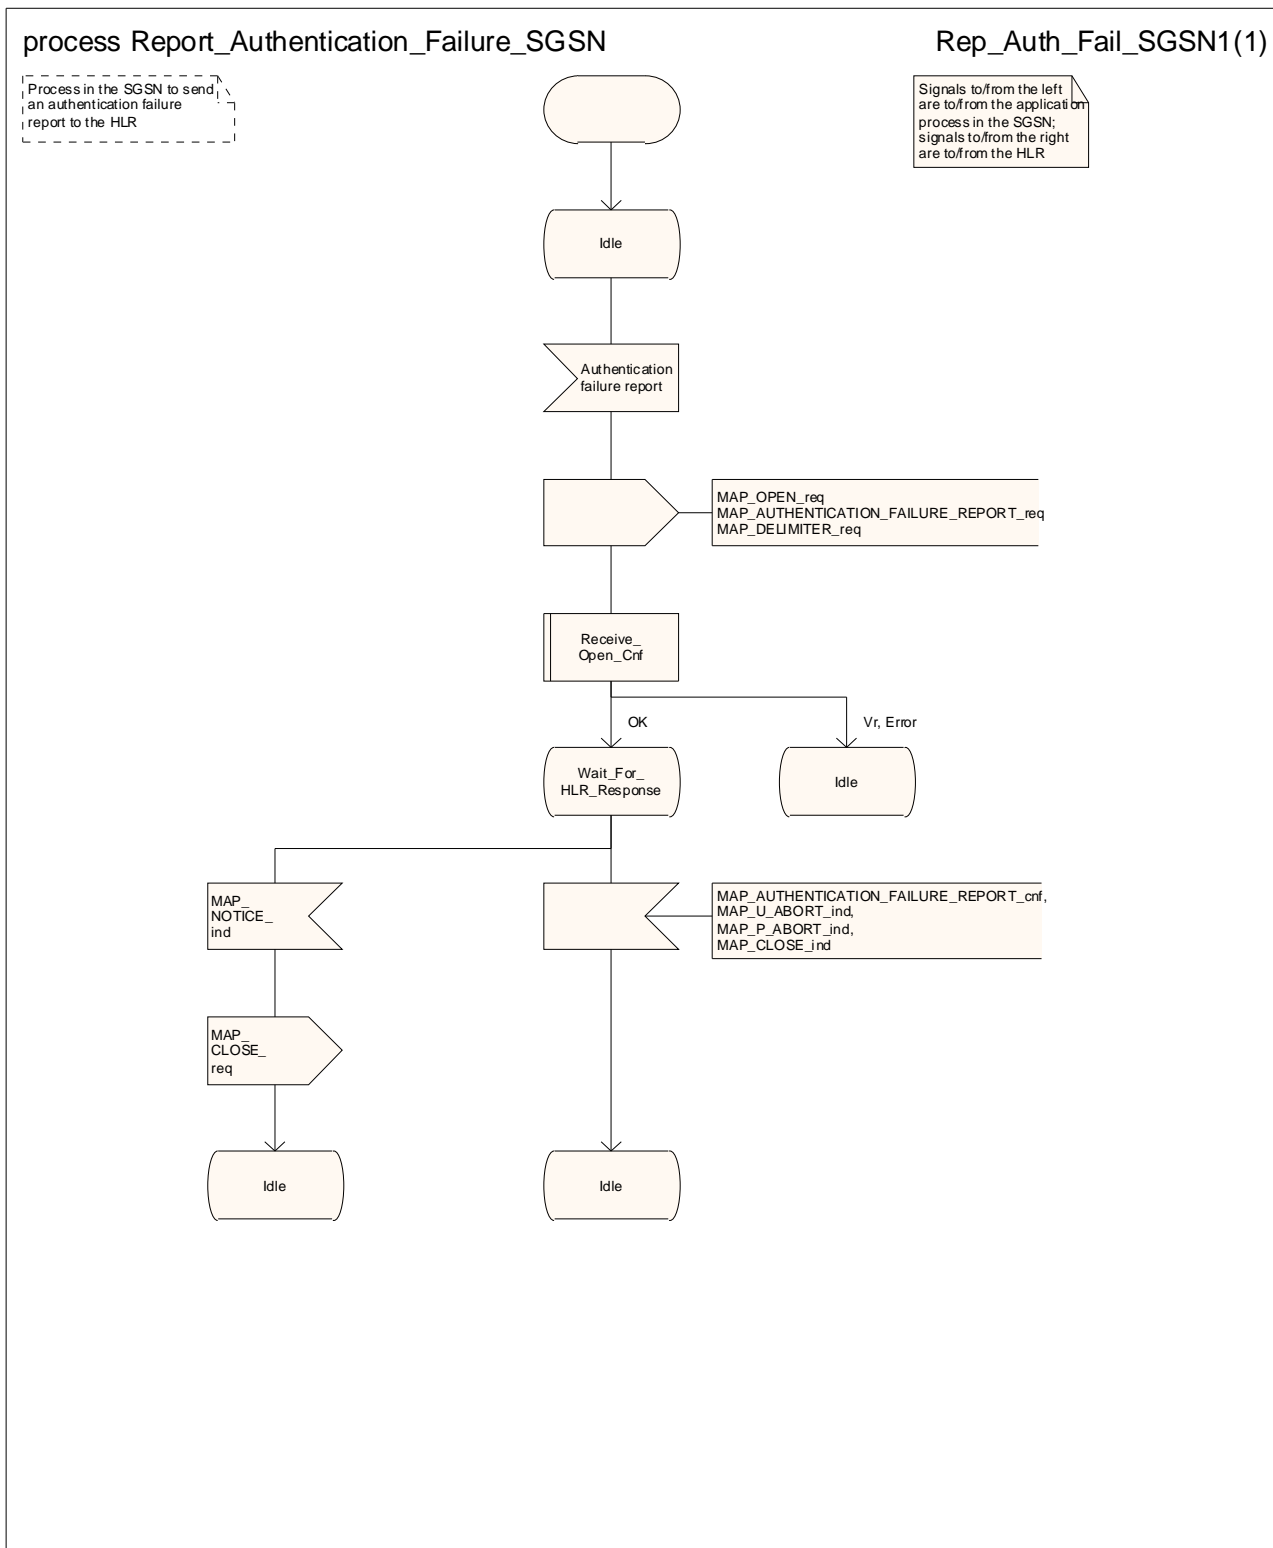 process Report_Authentication_Failure_SGSN
Rep_Auth_Fail_SGSN1(1)
Process in the SGSN to send
an authentication failure
report to the HLR
Signals to/from the left
are to/from the application
process in the SGSN;
signals to/from the right
are to/from the HLR
Idle
Authentication
failure report
MAP_OPEN_req
MAP_AUTHENTICATION_FAILURE_REPORT_req
MAP_DELIMITER_req
Receive_
Open_Cnf
OK
Vr, Error
Wait_For_
HLR_Response
Idle
MAP_
NOTICE_
ind
MAP_AUTHENTICATION_FAILURE_REPORT_cnf,
MAP_U_ABORT_ind,
MAP_P_ABORT_ind,
MAP_CLOSE_ind
MAP_
CLOSE_
req
Idle
Idle